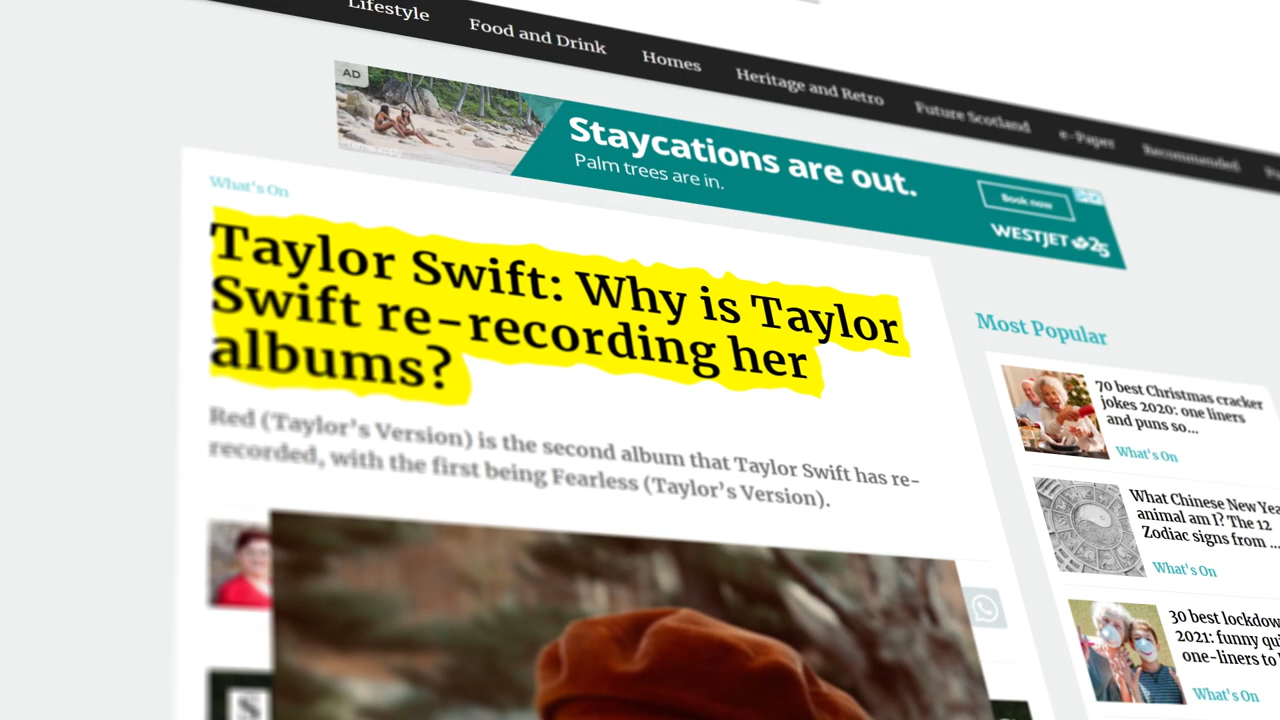 Lifestyle
Food and Drink
Homes
Heritage and Retro
Future Scotland
e-Paper
Recommended
AD
Staycations are out.
Palm trees are in.
Book now
WESTJET 25
What's On
Taylor Swift: Why is Taylor
Swift re-recording her
albums?
Red (Taylor's Version) is the second album that Taylor Swift has re-
recorded, with the first being Fearless (Taylor's Version).
Most Popular
70 best Christmas cracker
jokes 2020: one liners
and puns so...
What's On
What Chinese New Yea
animal am I? The 12
Zodiac signs from ...
What's On
30 best lockdow
2021: funny qu
one-liners to
What's On
S